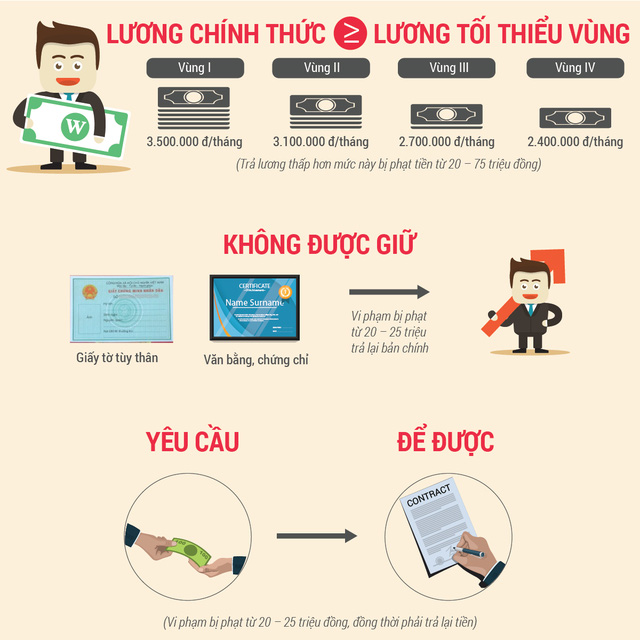 LƯƠNG CHÍNH THỨC ≥ LƯƠNG TỐI THIỂU VÙNG
Vùng I
Vùng II
Vùng III
Vùng IV
W
3.500.000 đ/tháng
3.100.000 đ/tháng
2.700.000 đ/tháng
2.400.000 đ/tháng
(Trả lương thấp hơn mức này bị phạt tiền từ 20 – 75 triệu đồng)
KHÔNG ĐƯỢC GIỮ
CERTIFICATE
Name Surname
Giấy tờ tùy thân
Văn bằng, chứng chỉ
Vi phạm bị phạt
từ 20 – 25 triệu
trả lại bản chính
YÊU CẦU
ĐỂ ĐƯỢC
100
CONTRACT
(Vi phạm bị phạt từ 20 – 25 triệu đồng, đồng thời phải trả lại tiền)